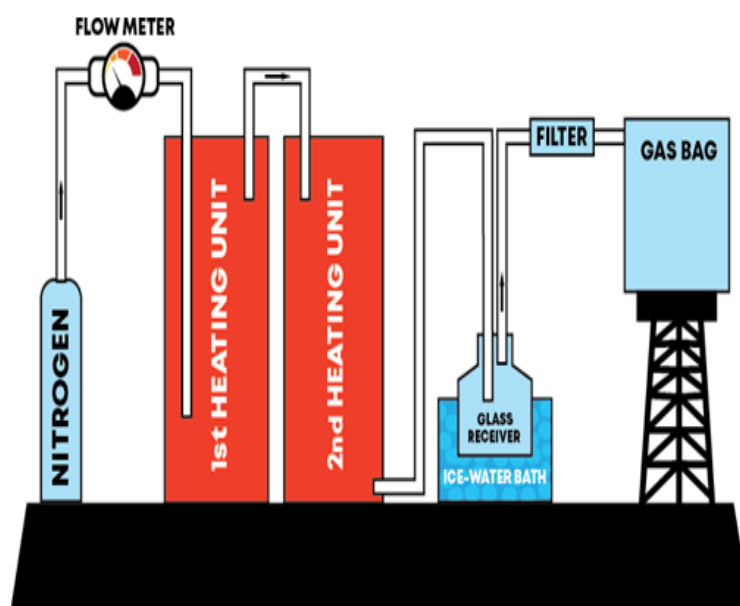 FLOW METER
NITROGEN
1st HEATING UNIT
2nd HEATING UNIT
FILTER
GAS BAG
GLASS
RECEIVER
ICE-WATER BATH